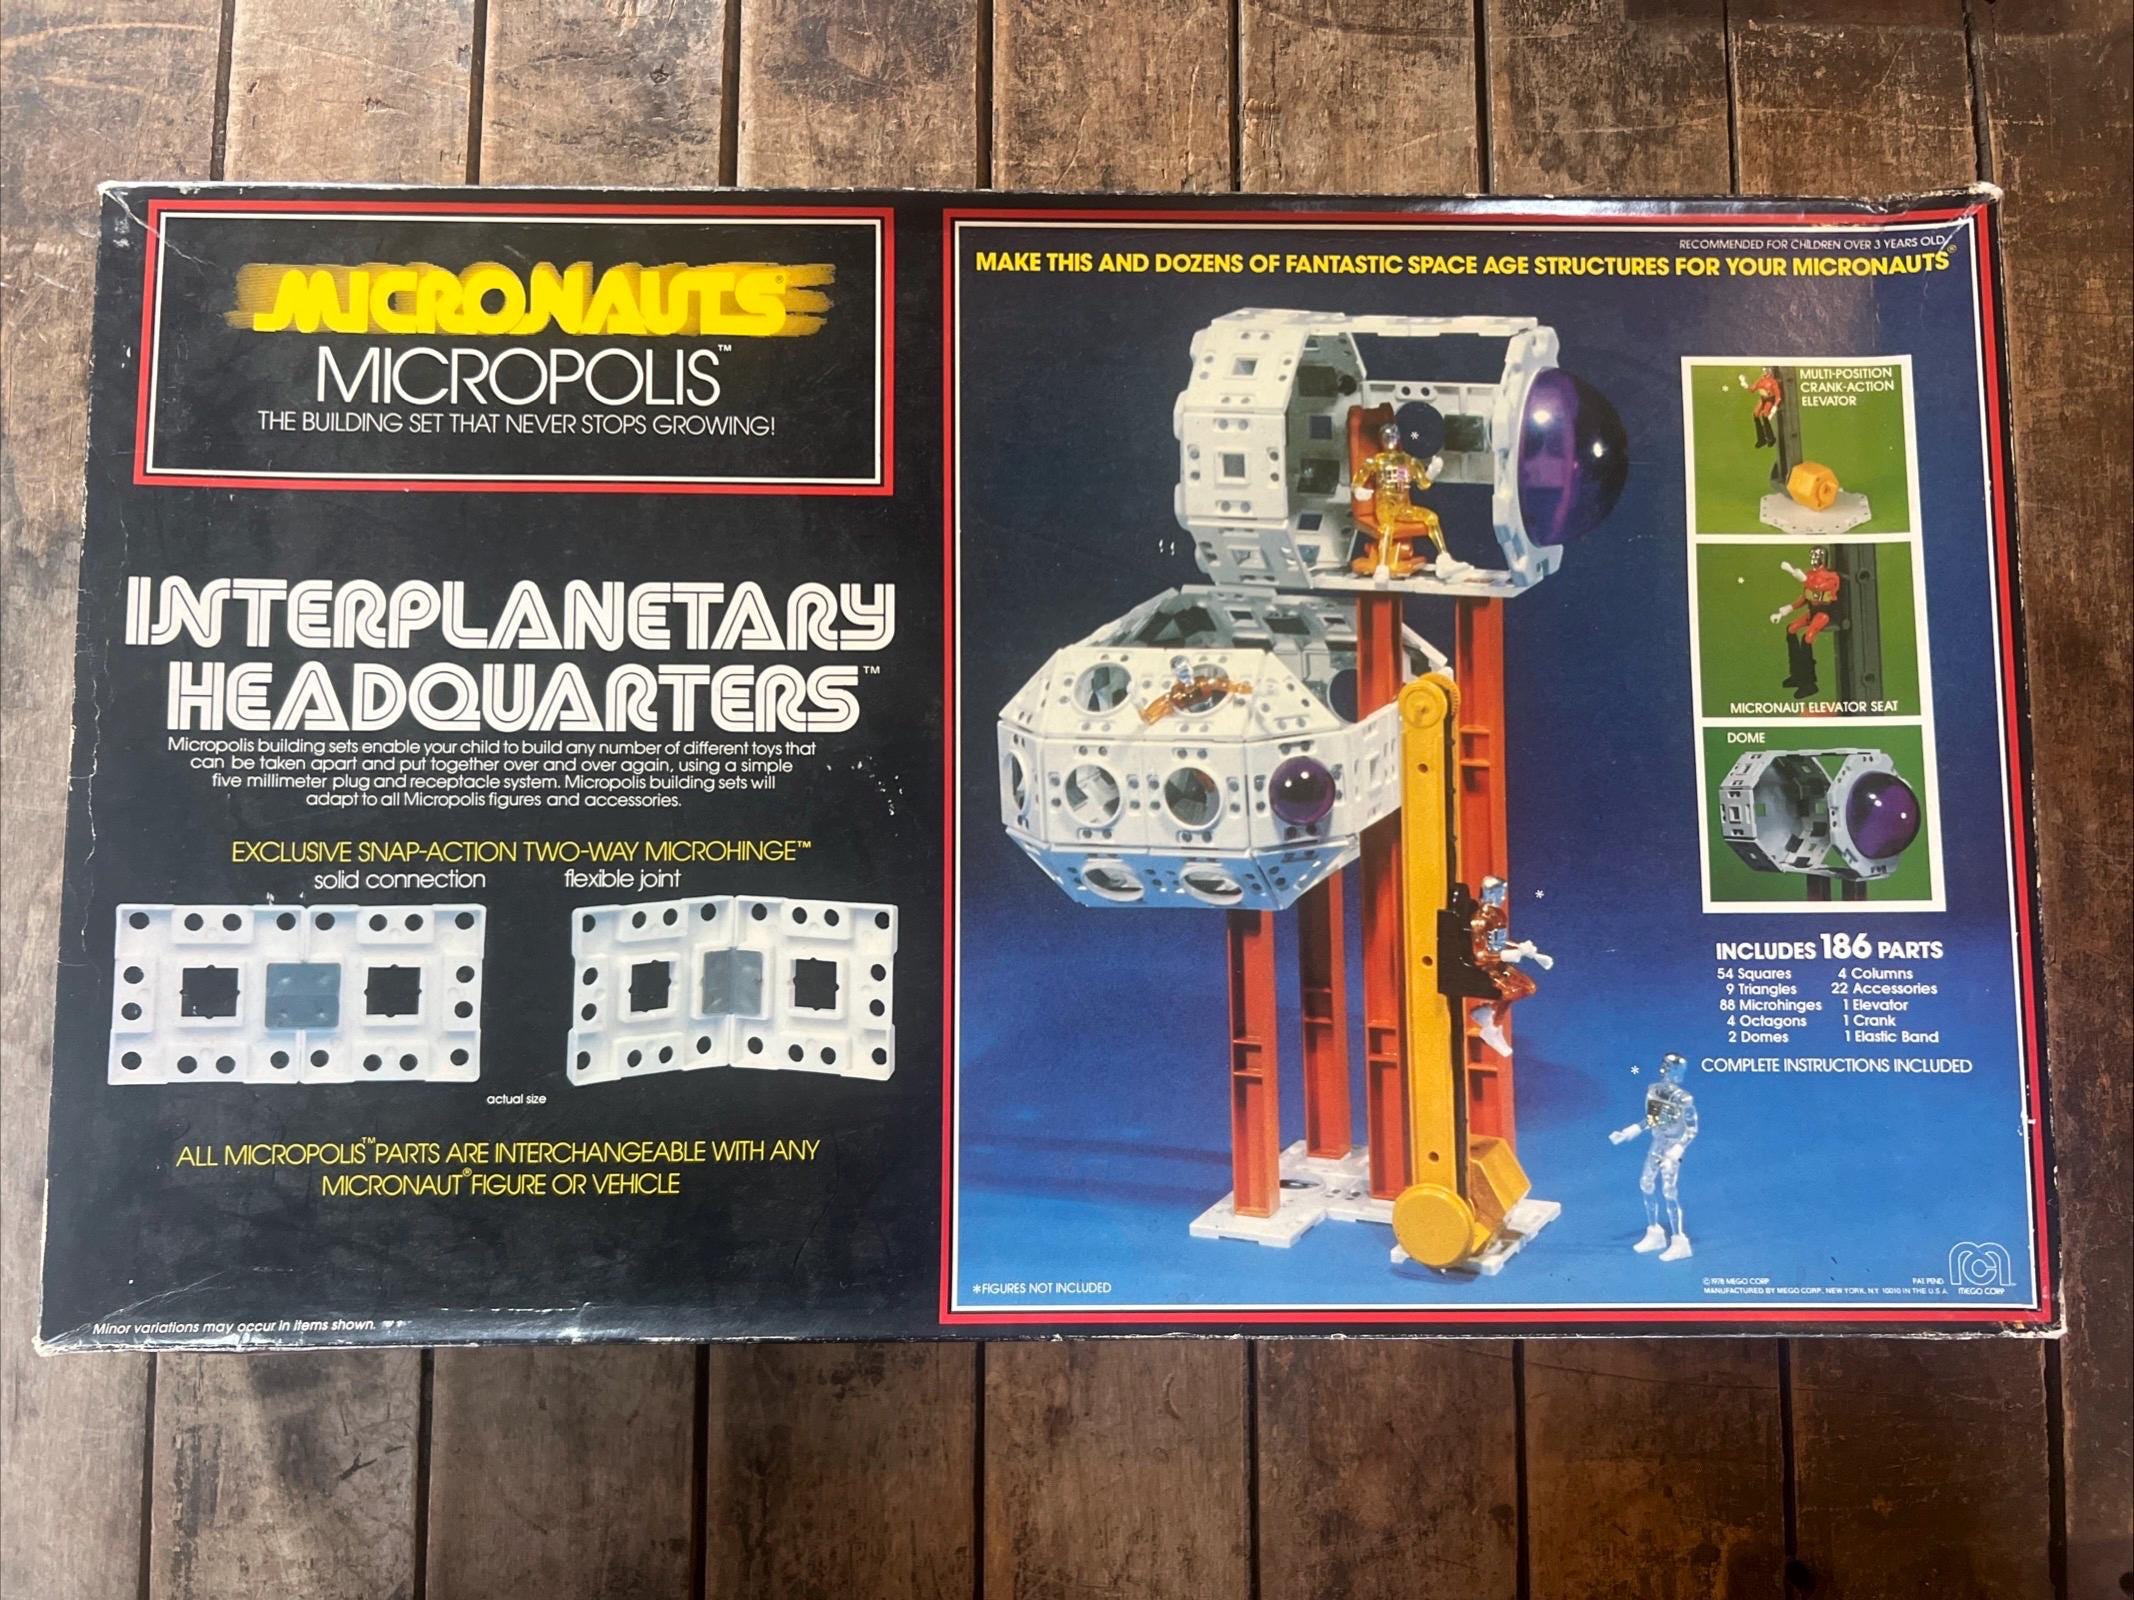 MICRONAUTS®
MICROPOLIS™
THE BUILDING SET THAT NEVER STOPS GROWING!
INTERPLANETARY
HEADQUARTERS™
Micropolis building sets enable your child to build any number of different toys that
can be taken apart and put together over and over again, using a simple
five millimeter plug and receptacle system. Micropolis building sets will
adapt to all Micropolis figures and accessories.
EXCLUSIVE SNAP-ACTION TWO-WAY MICROHINGE™
solid connection
flexible joint
actual size
ALL MICROPOLIS™ PARTS ARE INTERCHANGEABLE WITH ANY
MICRONAUT® FIGURE OR VEHICLE
Minor variations may occur in items shown.
RECOMMENDED FOR CHILDREN OVER 3 YEARS OLD
MAKE THIS AND DOZENS OF FANTASTIC SPACE AGE STRUCTURES FOR YOUR MICRONAUTS®
*
*
*
MULTI-POSITION
CRANK-ACTION
ELEVATOR
*
*
MICRONAUT ELEVATOR SEAT
DOME
INCLUDES 186 PARTS
54 Squares
9 Triangles
88 Microhinges
4 Octagons
2 Domes
4 Columns
22 Accessories
1 Elevator
1 Crank
1 Elastic Band
COMPLETE INSTRUCTIONS INCLUDED
*FIGURES NOT INCLUDED
© 1978 MEGO CORP.
PAT. PEND.
MANUFACTURED BY MEGO CORP., NEW YORK, N.Y. 10010 IN THE U.S.A.
MEGO CORP